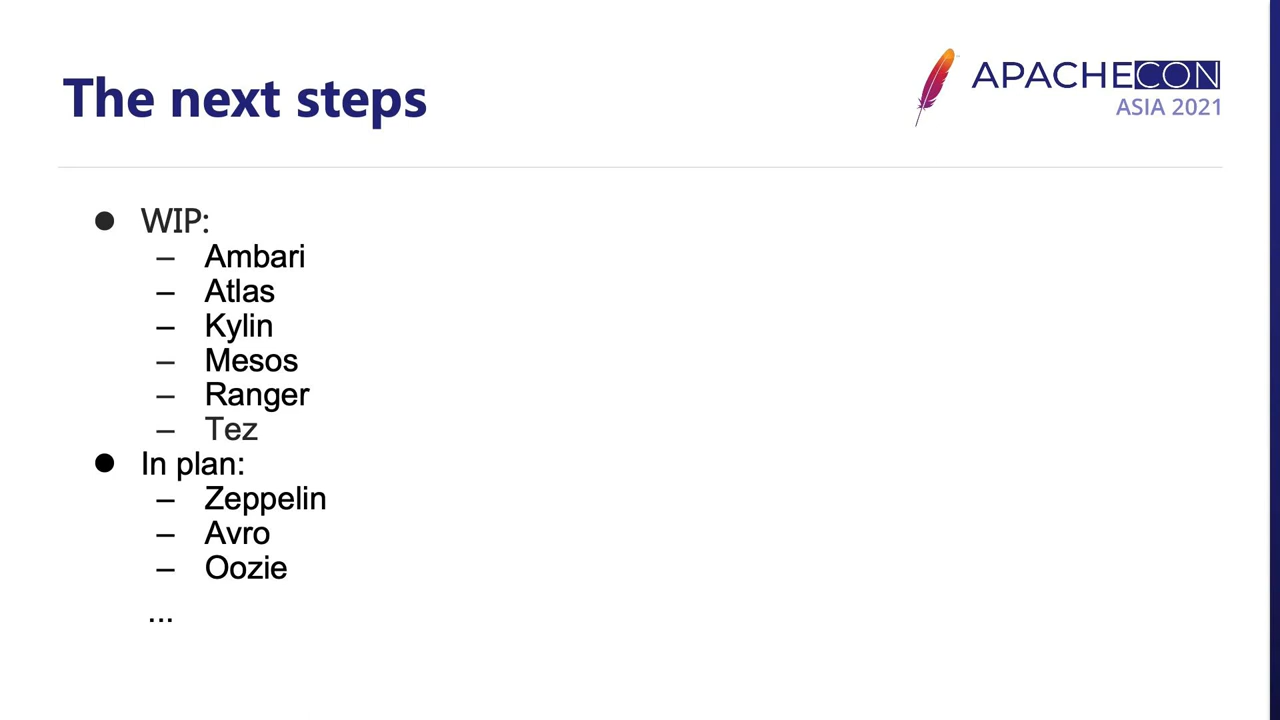 The next steps
APACHECON
ASIA 2021
● WIP:
– Ambari
– Atlas
– Kylin
– Mesos
– Ranger
– Tez
● In plan:
– Zeppelin
– Avro
– Oozie
...